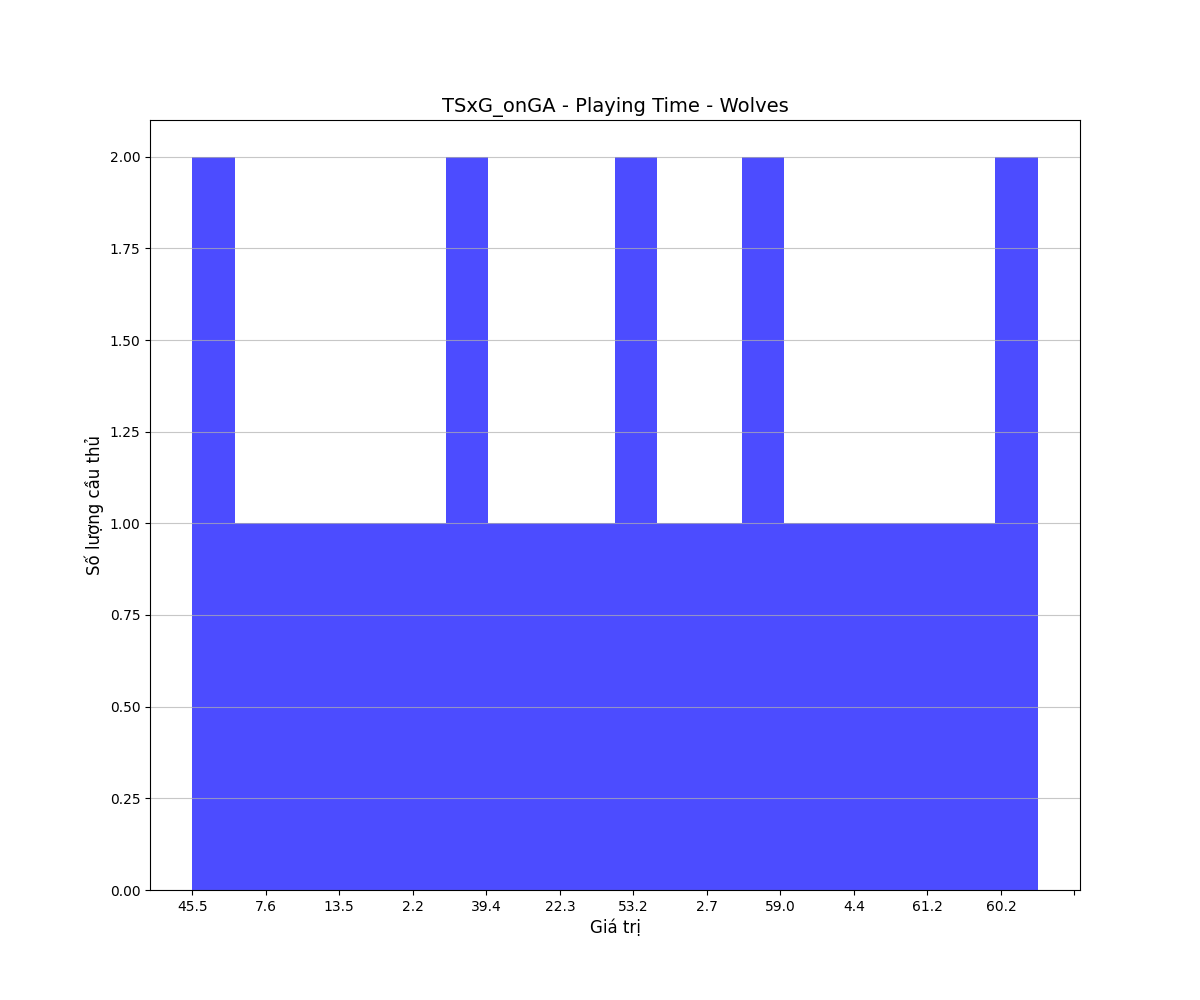 TSxG_onGA - Playing Time - Wolves
2.00
1.75
1.50
1.25
1.00
0.75
0.50
0.25
0.00
Số lượng cầu thủ
45.5 7.6 13.5 2.2 39.4 22.3 53.2 2.7 59.0 4.4 61.2 60.2
Giá trị